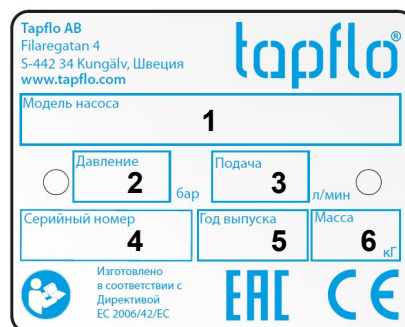 Tapflo AB
Filaregatan 4
S-442 34 Kungälv, Швеция
www.tapflo.com
tapflo®
Модель насоса
1
Давление
2 бар
Подача
3 л/мин
Серийный номер
4
Год выпуска
5
Масса
6 кг
Изготовлено
в соответствии с
Директивой
ЕС 2006/42/ЕС
EAC CE